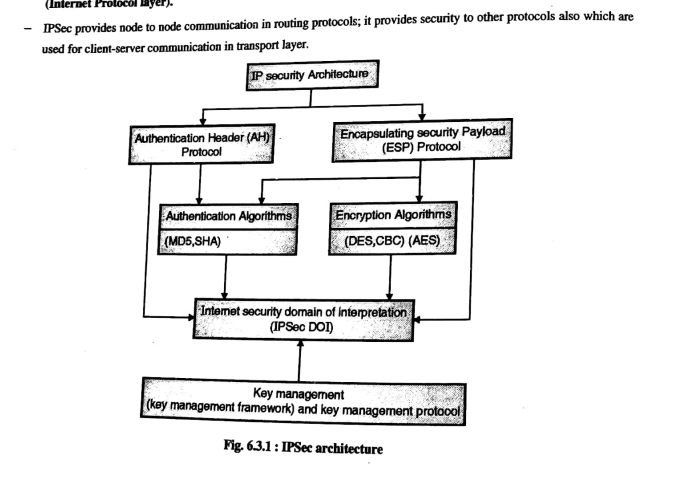 (Internet Protocol layer).
– IPSec provides node to node communication in routing protocols; it provides security to other protocols also which are
used for client-server communication in transport layer.
IP security Architecture
Authentication Header (AH)
Protocol
Encapsulating security Payload
(ESP) Protocol
Authentication Algorithms
(MD5,SHA)
Encryption Algorithms
(DES,CBC) (AES)
Internet security domain of interpretation
(IPSec DOI)
Key management
(key management framework) and key management protocol
Fig. 6.3.1 : IPSec architecture